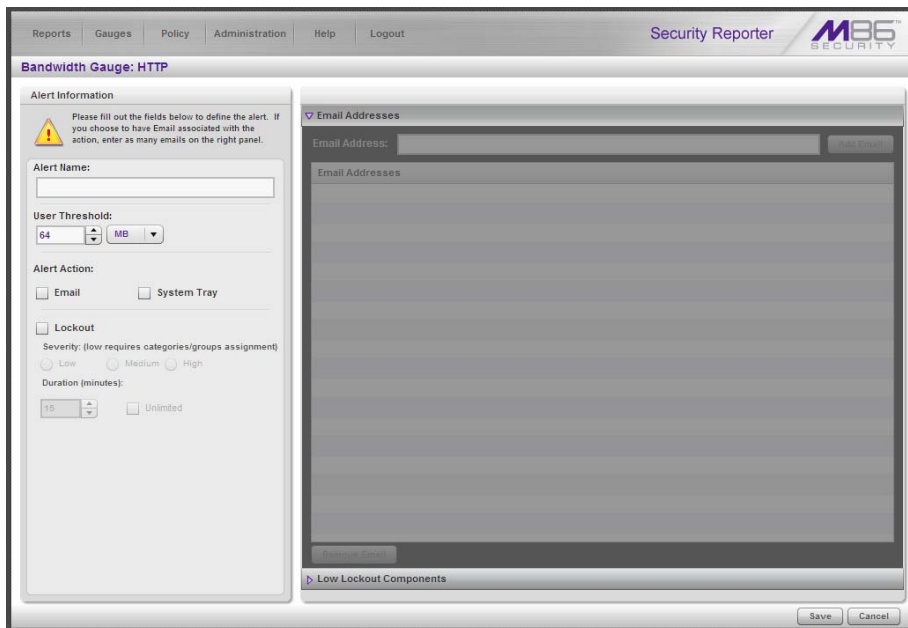 Reports Gauges Policy Administration Help Logout Security Reporter M86 SECURITY
Bandwidth Gauge: HTTP
Alert Information
Please fill out the fields below to define the alert. If
you choose to have Email associated with the
action, enter as many emails on the right panel.
Alert Name:
User Threshold:
64 MB
Alert Action:
Email System Tray
Lockout
Severity: (low requires categories/groups assignment)
Low Medium High
Duration (minutes):
15 Unlimited
Email Addresses
Email Address: Add Email
Email Addresses
Remove Email
Low Lockout Components
Save Cancel